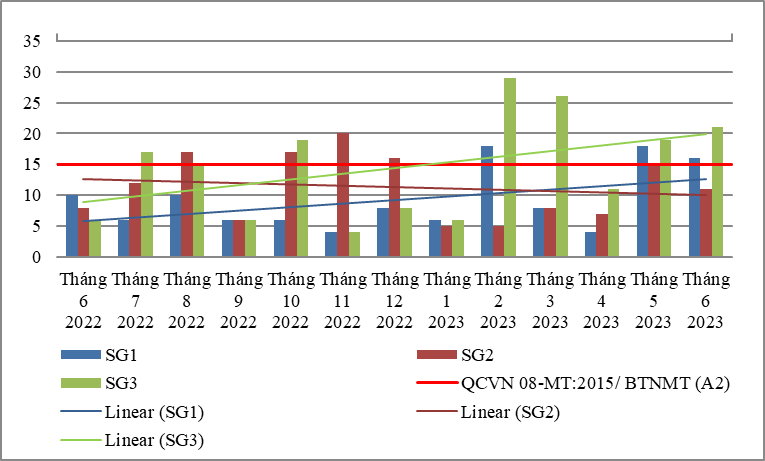 35
30
25
20
15
10
5
0
Tháng Tháng Tháng Tháng Tháng Tháng Tháng Tháng Tháng Tháng Tháng Tháng Tháng
6 7 8 9 10 11 12 1 2 3 4 5 6
2022 2022 2022 2022 2022 2022 2022 2023 2023 2023 2023 2023 2023
SG1 SG2
SG3 QCVN 08-MT:2015/ BTNMT (A2)
Linear (SG1) Linear (SG2)
Linear (SG3)